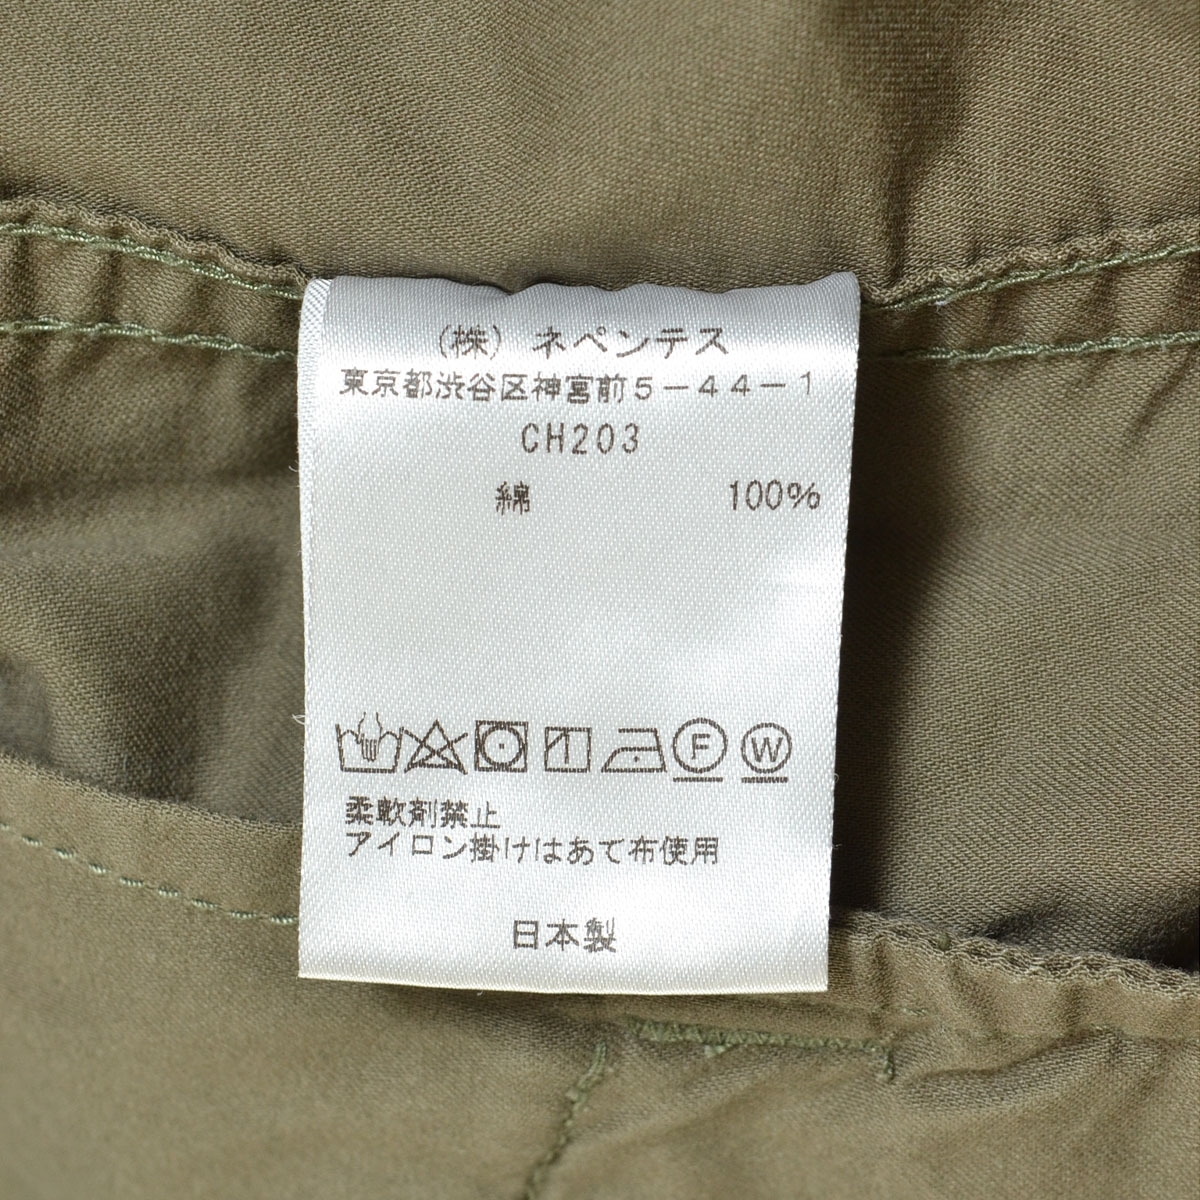 (株) ネペンテス
東京都渋谷区神宮前5-44-1
CH203
綿 100%
F W
柔軟剤禁止
アイロン掛けはあて布使用
日本製